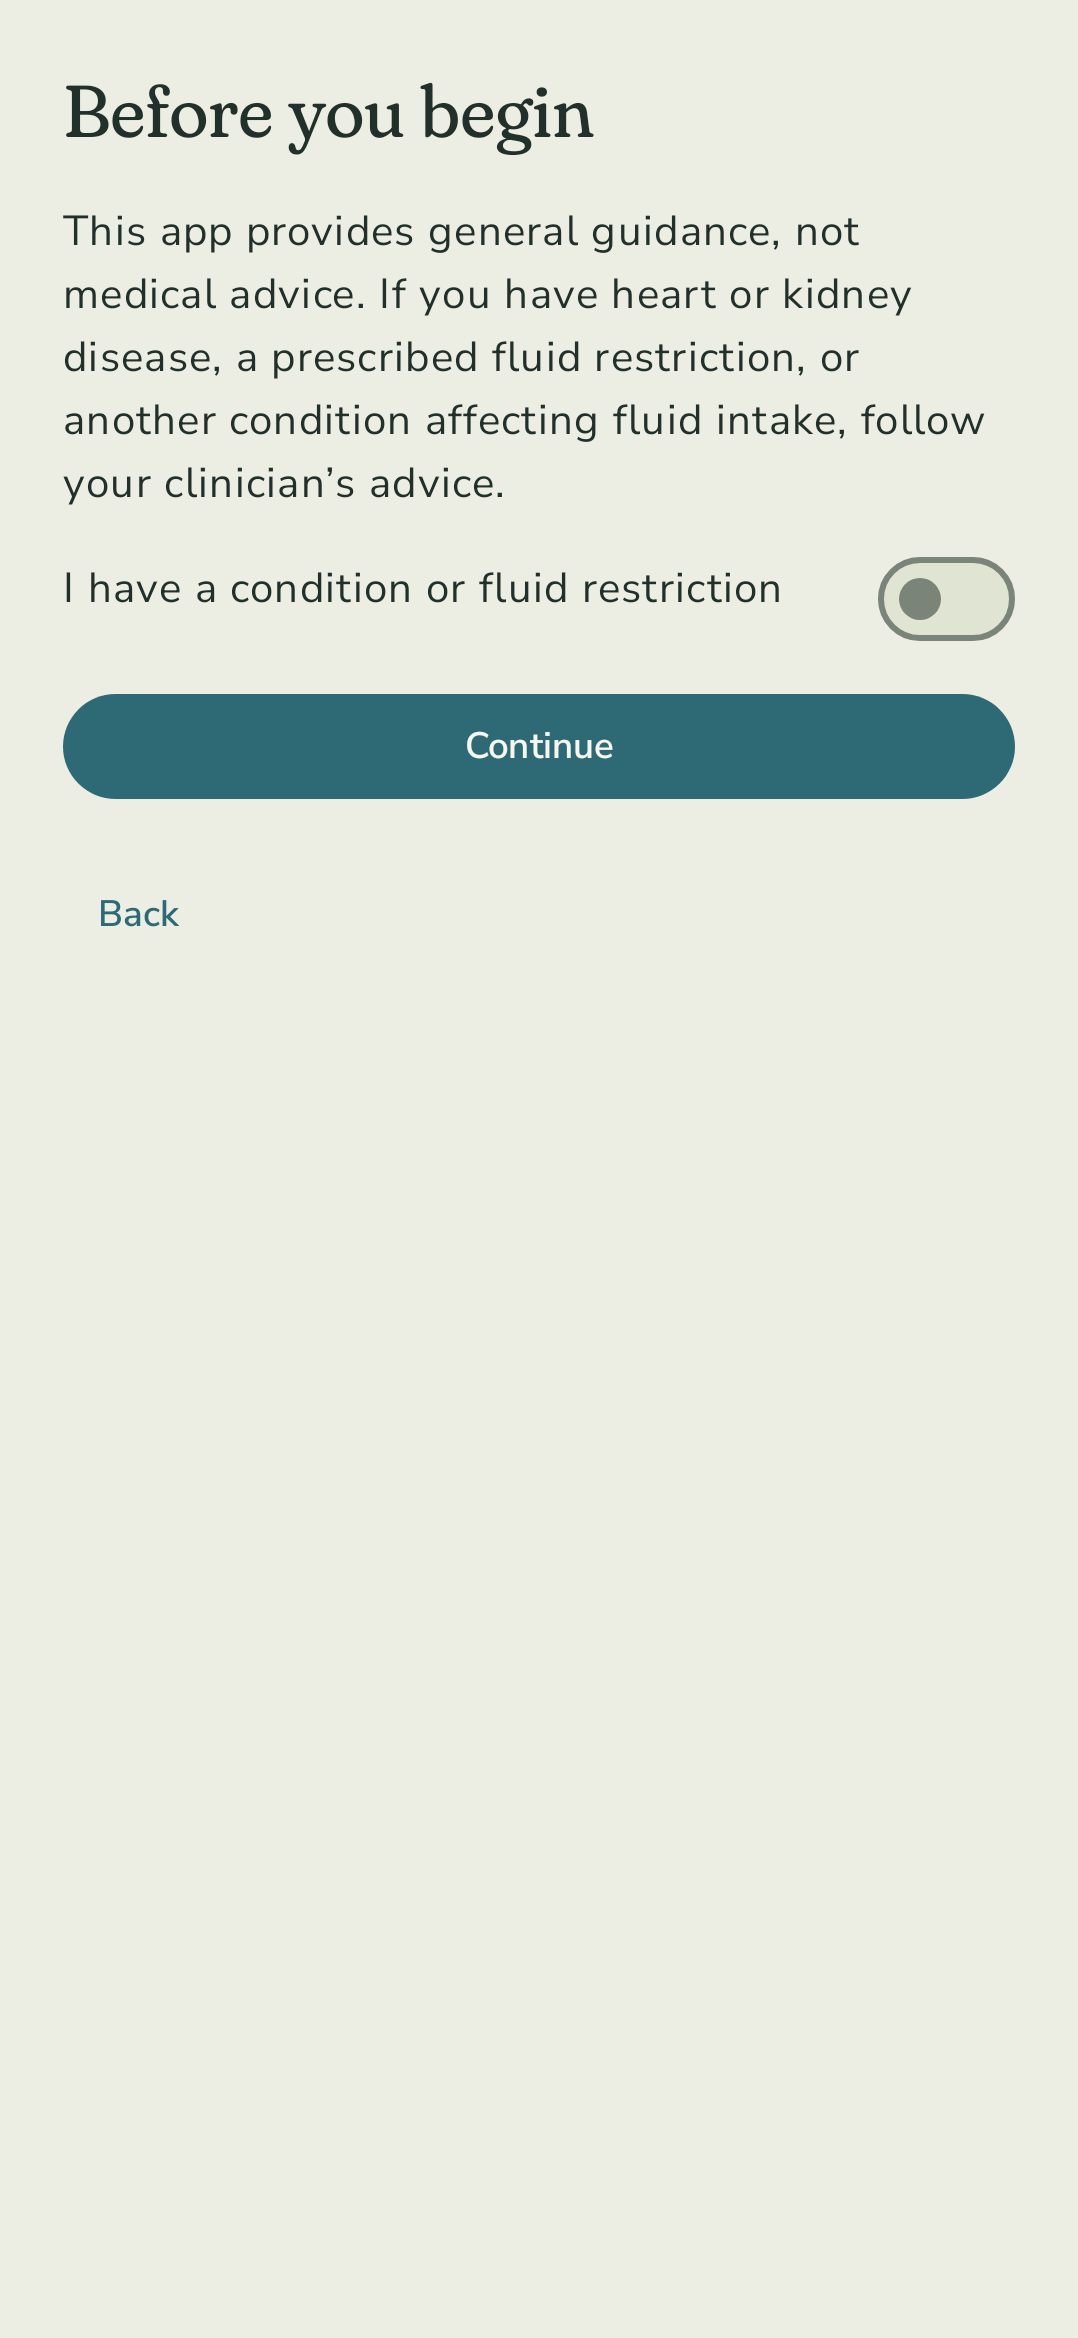 Before you begin
This app provides general guidance, not
medical advice. If you have heart or kidney
disease, a prescribed fluid restriction, or
another condition affecting fluid intake, follow
your clinician’s advice.
I have a condition or fluid restriction
Continue
Back